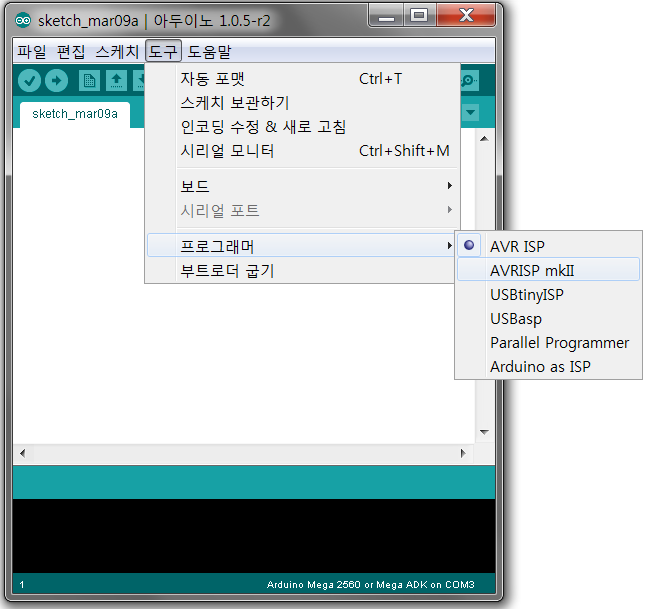 sketch_mar09a | 아두이노 1.0.5-r2
파일 편집 스케치 도구 도움말
자동 포맷 Ctrl+T
스케치 보관하기
인코딩 수정 & 새로 고침
시리얼 모니터 Ctrl+Shift+M
보드
시리얼 포트
프로그래머
부트로더 굽기
sketch_mar09a
AVR ISP
AVRISP mkII
USBtinyISP
USBasp
Parallel Programmer
Arduino as ISP
1 Arduino Mega 2560 or Mega ADK on COM3